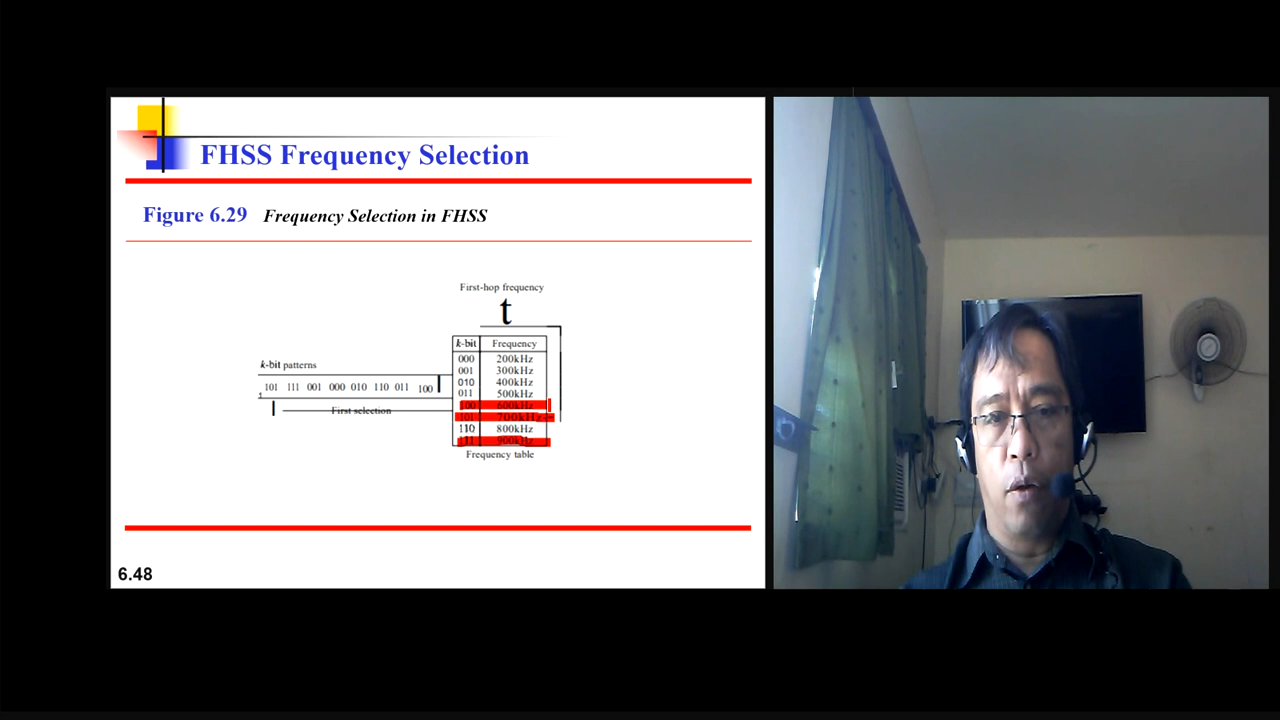 FHSS Frequency Selection
Figure 6.29 Frequency Selection in FHSS
First-hop frequency
t
k-bit Frequency
000 200kHz
001 300kHz
010 400kHz
011 500kHz
100 600kHz
101 700kHz
110 800kHz
111 900kHz
Frequency table
k-bit patterns
101 111 001 000 010 110 011 100
First selection
6.48